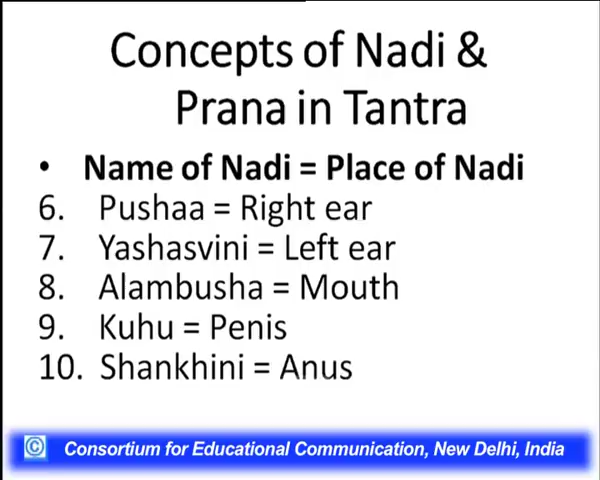 Concepts of Nadi &
Prana in Tantra
• Name of Nadi = Place of Nadi
6. Pushaa = Right ear
7. Yashasvini = Left ear
8. Alambusha = Mouth
9. Kuhu = Penis
10. Shankhini = Anus
© Consortium for Educational Communication, New Delhi, India